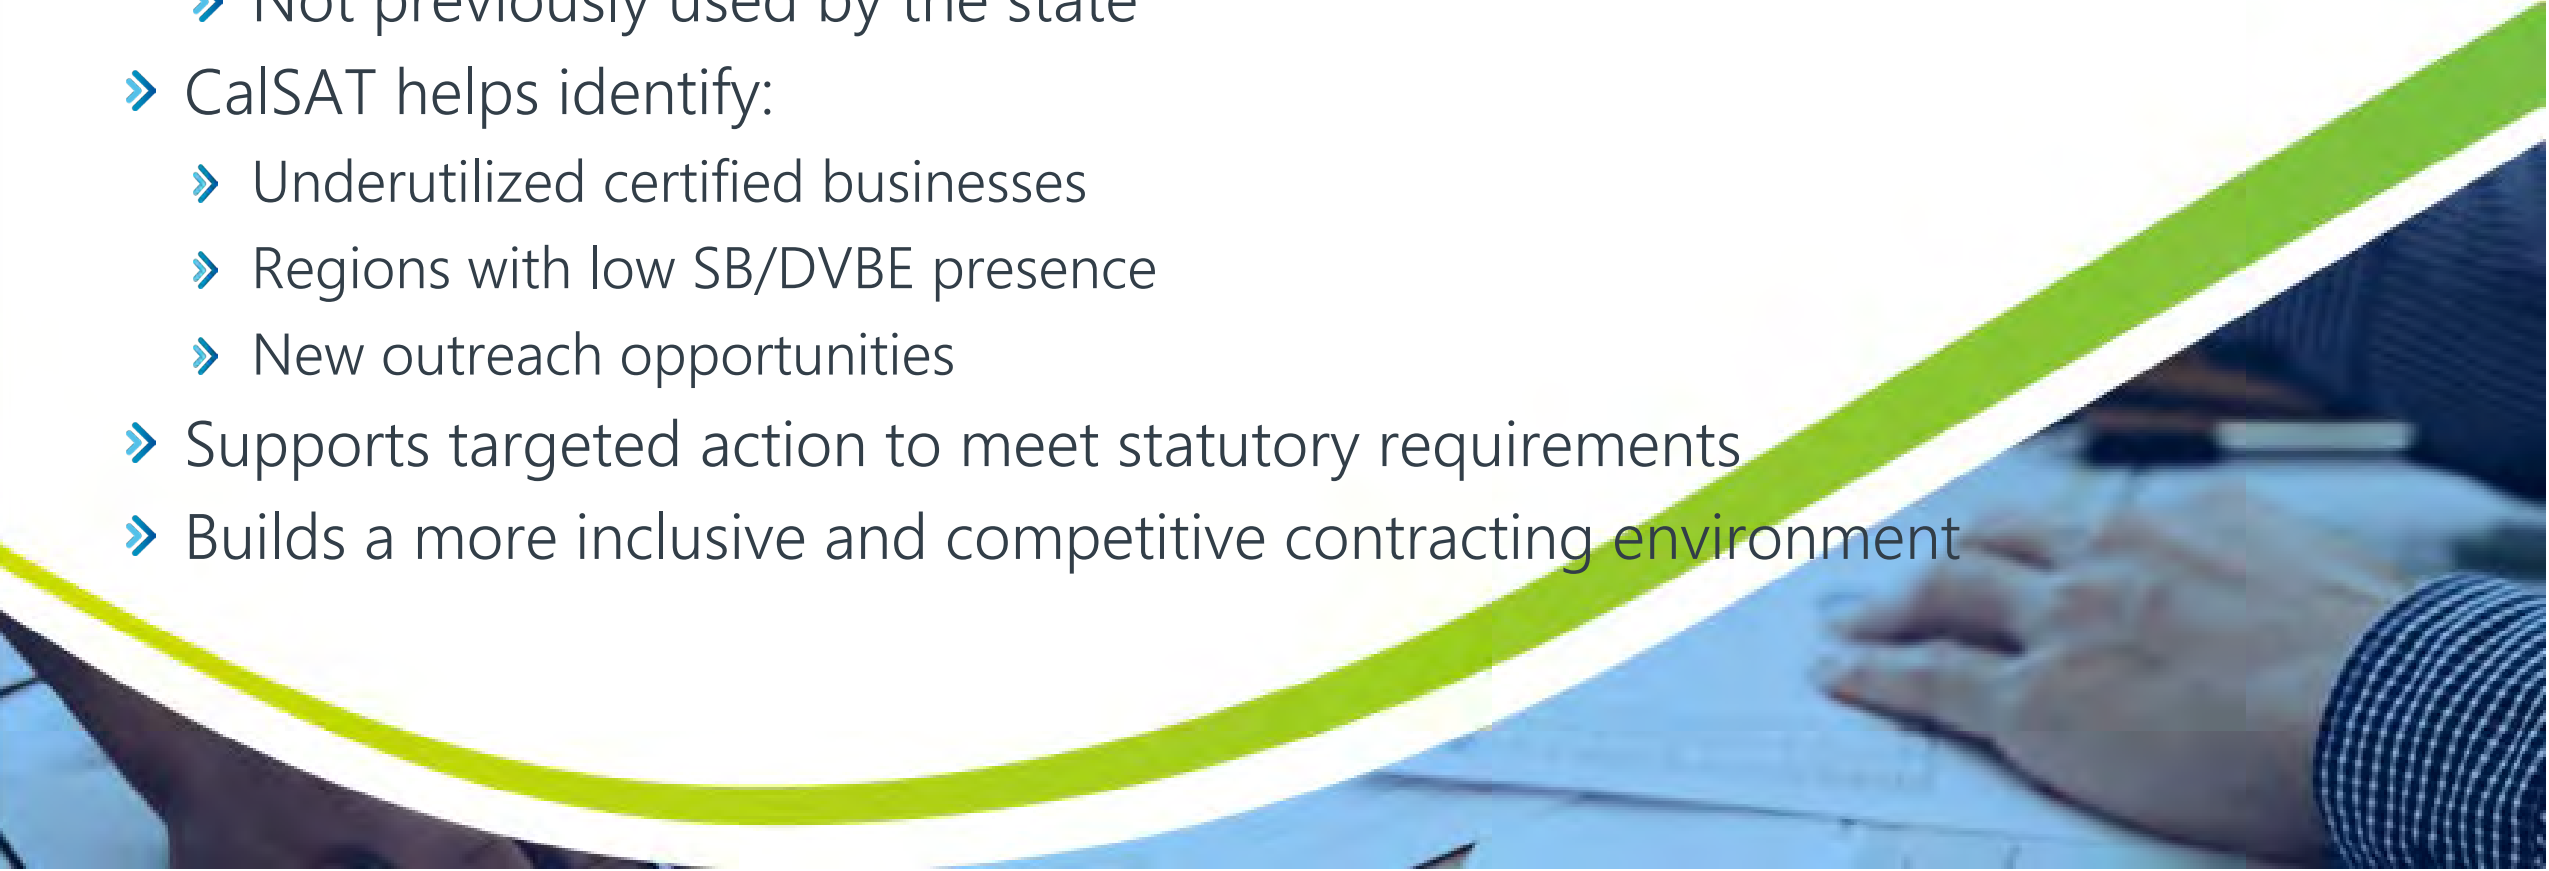 Not previously used by the state
CalSAT helps identify:
Underutilized certified businesses
Regions with low SB/DVBE presence
New outreach opportunities
Supports targeted action to meet statutory requirements
Builds a more inclusive and competitive contracting environment